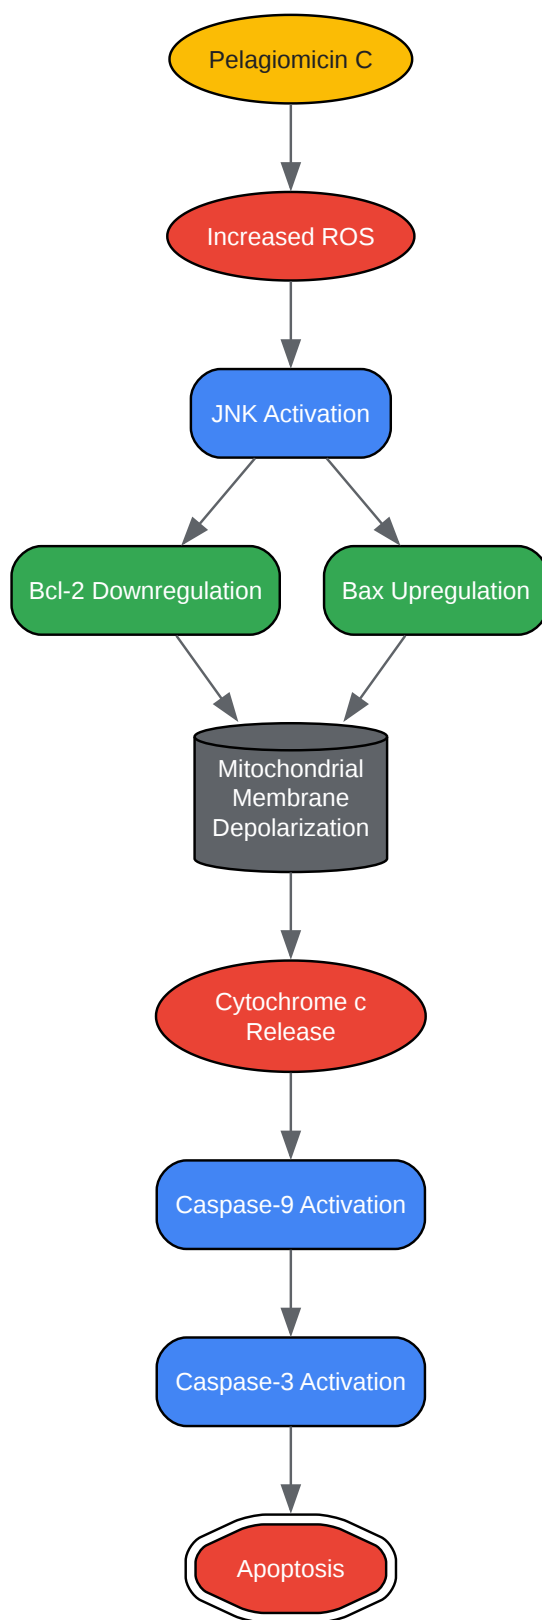 Pelagiomicin C
Increased ROS
JNK Activation
Bcl-2 Downregulation
Bax Upregulation
Mitochondrial
Membrane
Depolarization
Cytochrome c
Release
Caspase-9 Activation
Caspase-3 Activation
Apoptosis